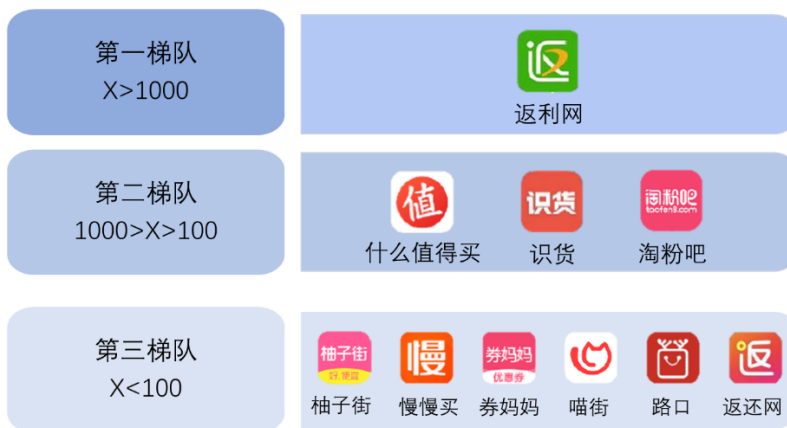 第一梯队
X>1000
返
返利网
第二梯队
1000>X>100
值
识货
淘粉吧
taofen8.com
什么值得买
识货
淘粉吧
第三梯队
X<100
柚子街
好,便宜
慢
券妈妈
优惠券
返
柚子街
慢慢买
券妈妈
喵街
路口
返还网